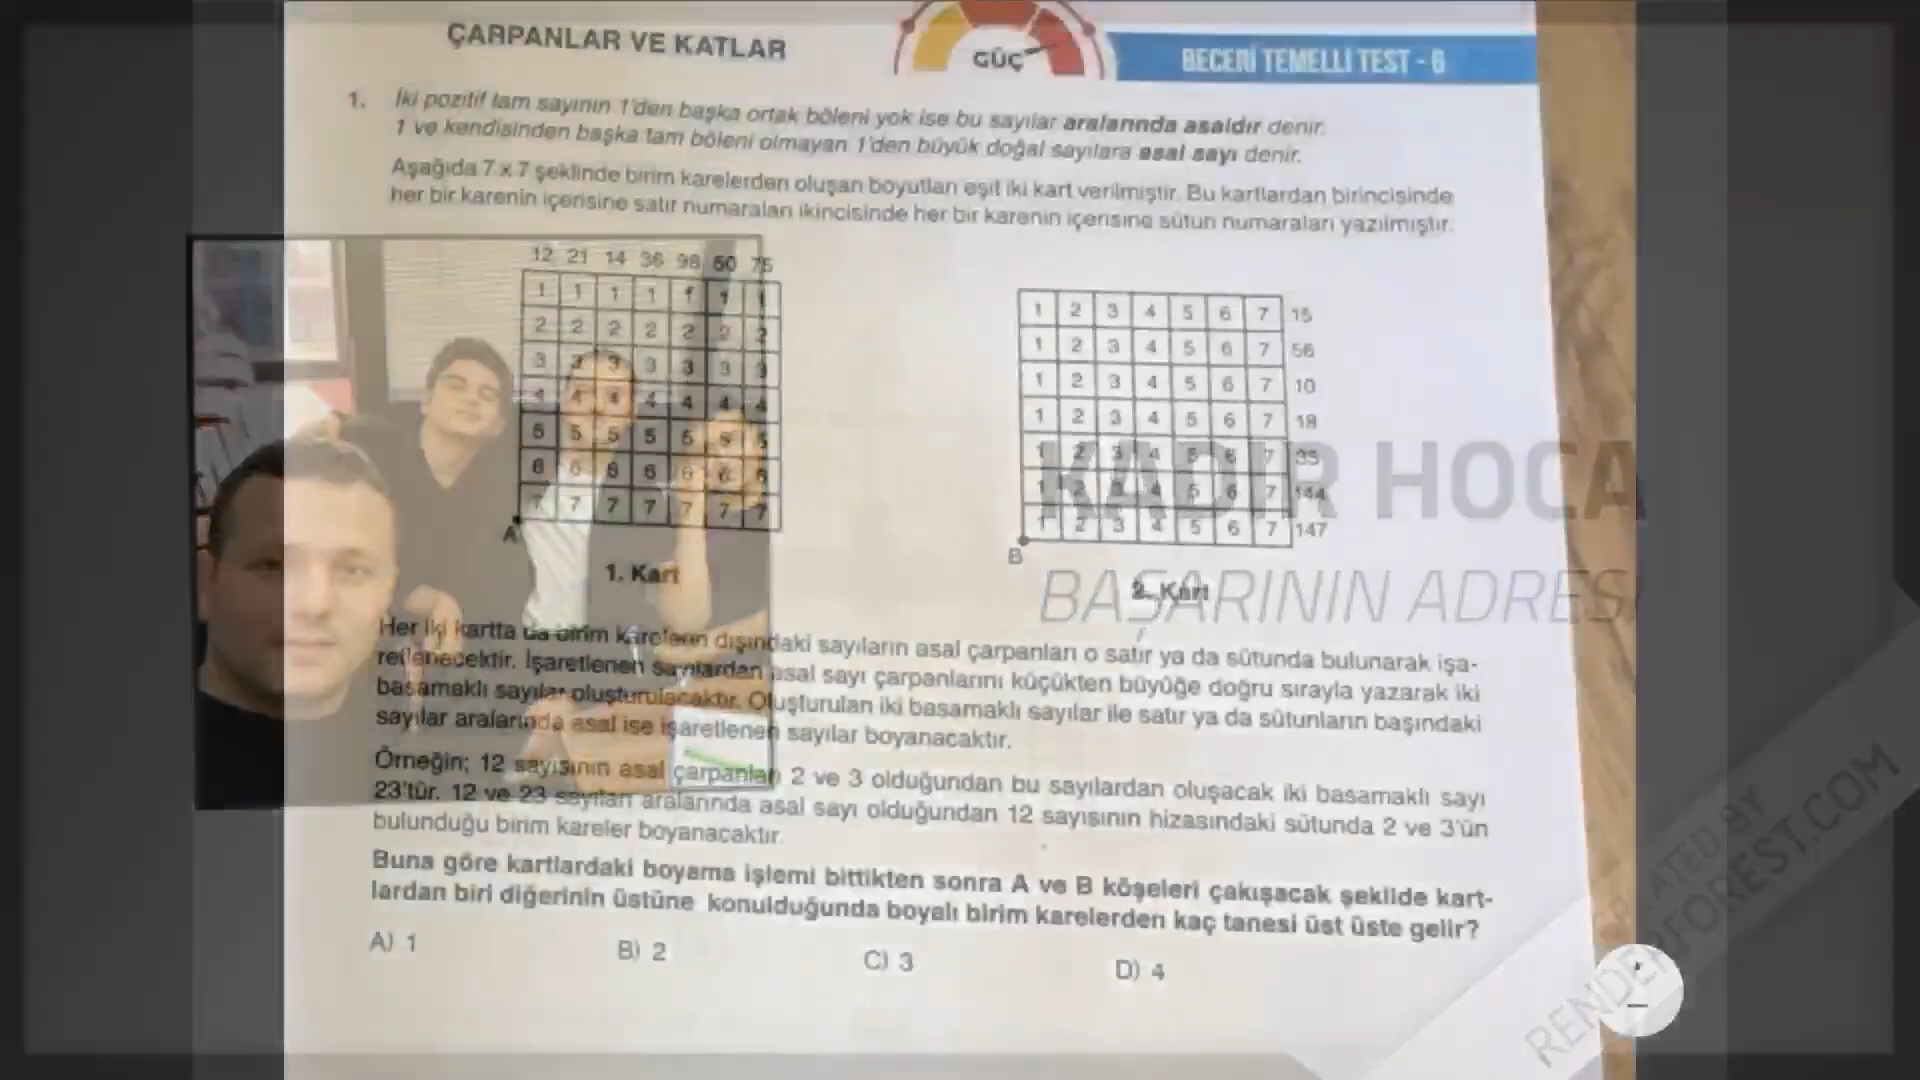 ÇARPANLAR VE KATLAR
GÜÇ
BECERİ TEMELLİ TEST - 6
1. İki pozitif tam sayının 1'den başka ortak böleni yok ise bu sayılar aralarında asaldır denir.
1 ve kendisinden başka tam böleni olmayan 1'den büyük doğal sayılara asal sayı denir.
Aşağıda 7 x 7 şeklinde birim karelerden oluşan boyutları eşit iki kart verilmiştir. Bu kartlardan birincisinde
her bir karenin içerisine satır numaraları ikincisinde her bir karenin içerisine sütun numaraları yazılmıştır.
12 21 14 36 98 50 75
1 1 1 1 1 1 1
2 2 2 2 2 2 2
3 3 3 3 3 3 3
4 4 4 4 4 4 4
5 5 5 5 5 5 5
6 6 6 6 6 6 6
7 7 7 7 7 7 7
A
1. Kart
1 2 3 4 5 6 7 15
1 2 3 4 5 6 7 56
1 2 3 4 5 6 7 10
1 2 3 4 5 6 7 18
1 2 3 4 5 6 7 35
1 2 3 4 5 6 7 144
1 2 3 4 5 6 7 147
B
2. Kart
KADİR HOCA
BAŞARININ ADRESİ
Her iki kartta da birim karelerin dışındaki sayıların asal çarpanları o satır ya da sütunda bulunarak işa-
retlenecektir. İşaretlenen sayılardan asal sayı çarpanlarını küçükten büyüğe doğru sırayla yazarak iki
basamaklı sayılar oluşturulacaktır. Oluşturulan iki basamaklı sayılar ile satır ya da sütunların başındaki
sayılar aralarında asal ise işaretlenen sayılar boyanacaktır.
Örneğin; 12 sayısının asal çarpanları 2 ve 3 olduğundan bu sayılardan oluşacak iki basamaklı sayı
23'tür. 12 ve 23 sayıları aralarında asal sayı olduğundan 12 sayısının hizasındaki sütunda 2 ve 3'ün
bulunduğu birim kareler boyanacaktır.
Buna göre kartlardaki boyama işlemi bittikten sonra A ve B köşeleri çakışacak şekilde kart-
lardan biri diğerinin üstüne konulduğunda boyalı birim karelerden kaç tanesi üst üste gelir?
A) 1
B) 2
C) 3
D) 4
RENDERFOREST.COM